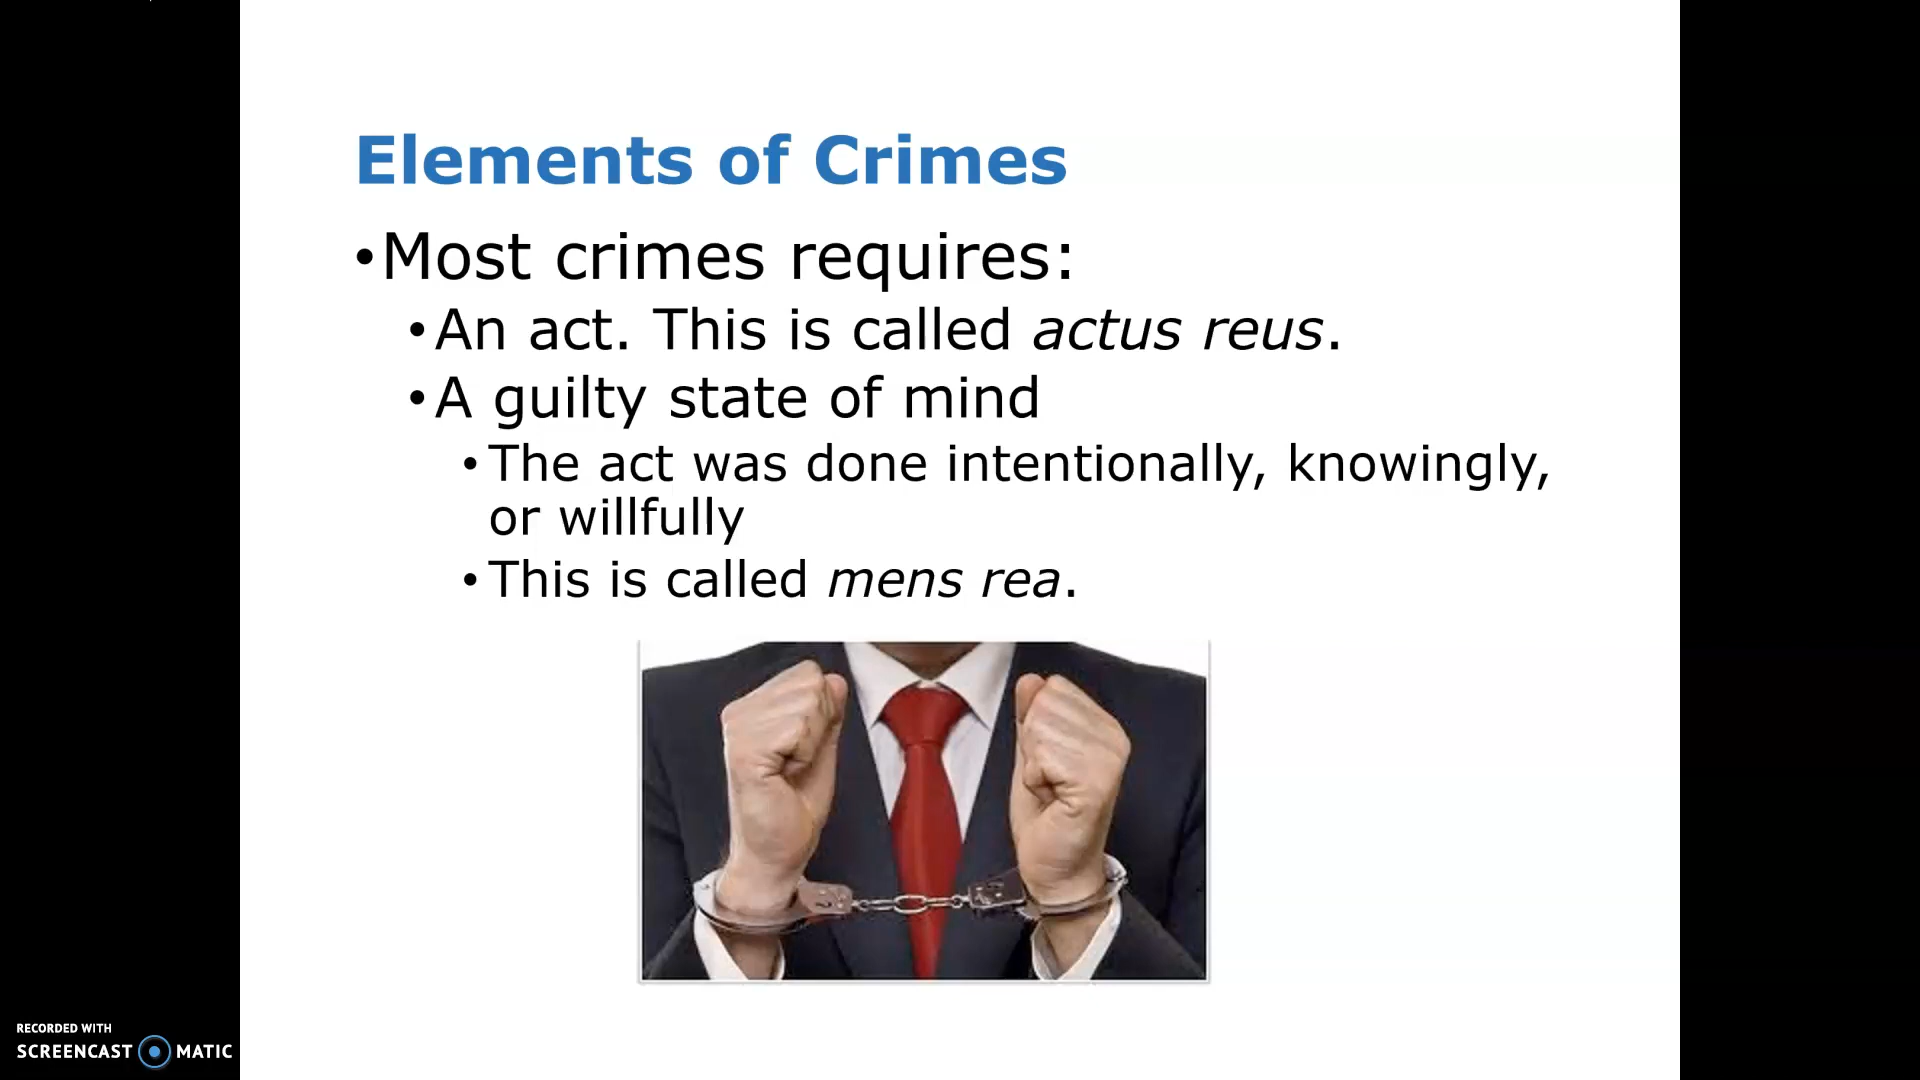 Elements of Crimes
•Most crimes requires:
•An act. This is called actus reus.
•A guilty state of mind
•The act was done intentionally, knowingly,
or willfully
•This is called mens rea.
RECORDED WITH
SCREENCAST MATIC